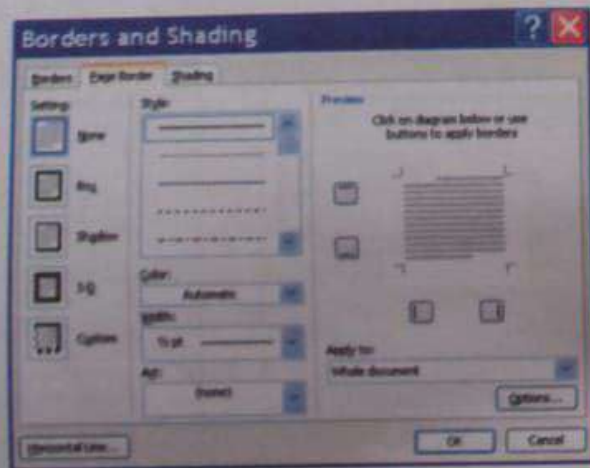 Borders and Shading
Borders Page Border Shading
Setting:
None
Box
Shadow
3-D
Custom
Style:
Color:
Automatic
Width:
½ pt
Art:
(none)
Preview
Click on diagram below or use
buttons to apply borders
Apply to:
Whole document
Options...
Horizontal Line...
OK
Cancel